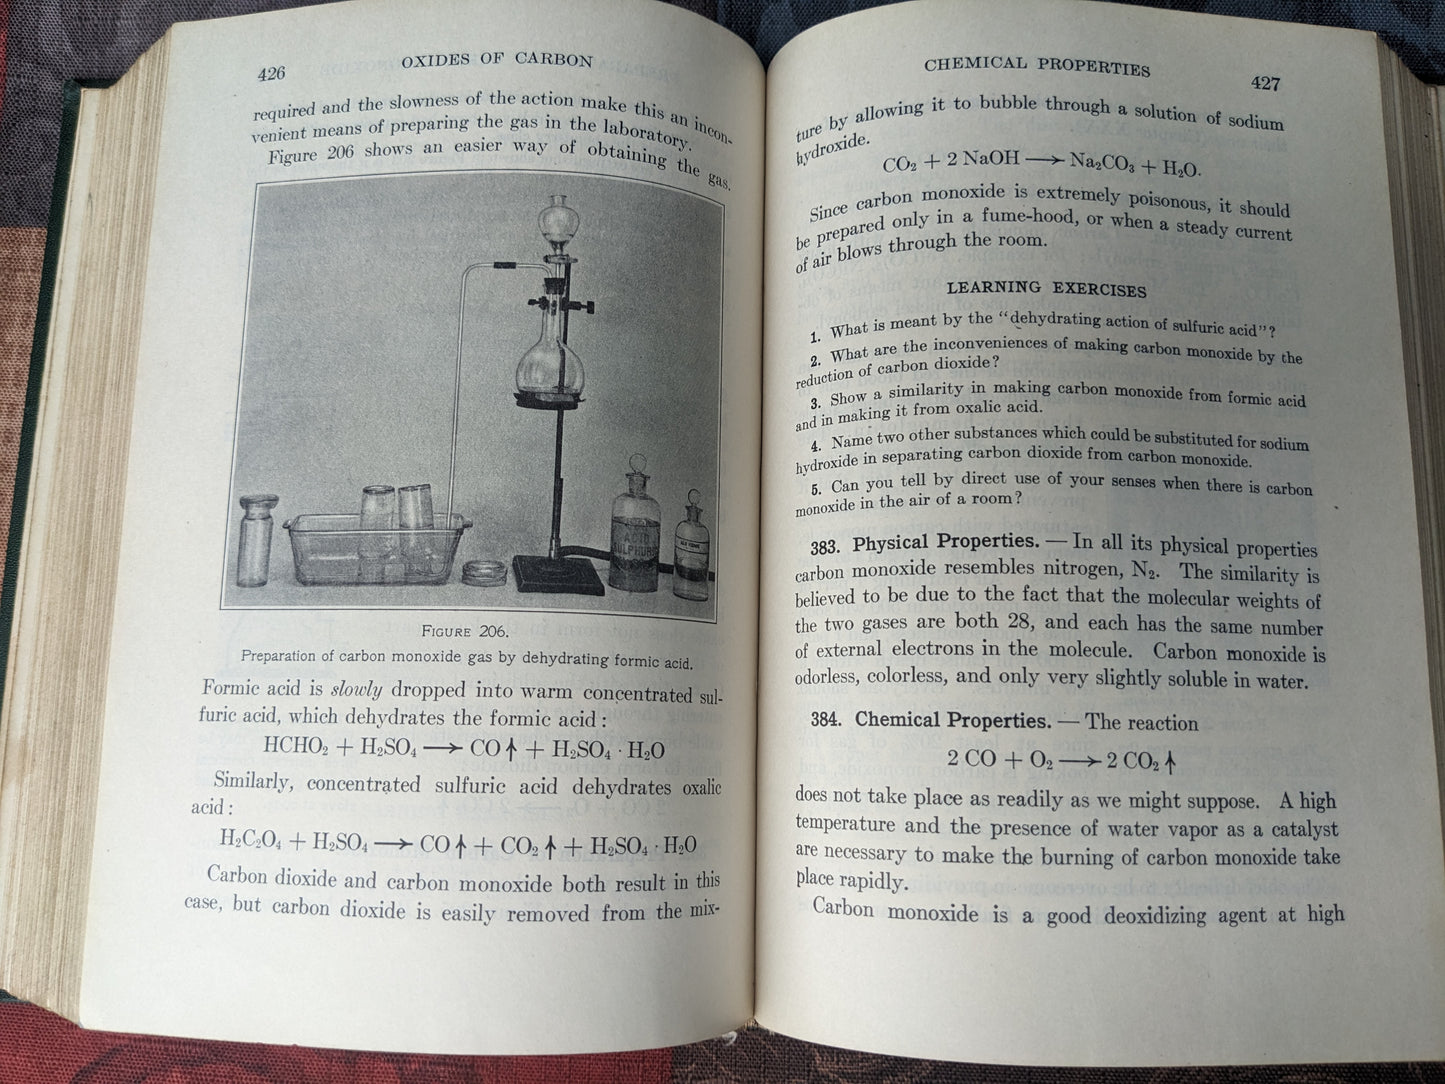 426
OXIDES OF CARBON
required and the slowness of the action make this an incon-
venient means of preparing the gas in the laboratory.
Figure 206 shows an easier way of obtaining the gas.
ACID
SULPHURIC
FIGURE 206.
Preparation of carbon monoxide gas by dehydrating formic acid.
Formic acid is slowly dropped into warm concentrated sul-
furic acid, which dehydrates the formic acid :
HCHO₂ + H₂SO₄ ⟶ CO↑ + H₂SO₄ · H₂O
Similarly, concentrated sulfuric acid dehydrates oxalic
acid :
H₂C₂O₄ + H₂SO₄ ⟶ CO↑ + CO₂↑ + H₂SO₄ · H₂O
Carbon dioxide and carbon monoxide both result in this
case, but carbon dioxide is easily removed from the mix-
CHEMICAL PROPERTIES
427
ture by allowing it to bubble through a solution of sodium
hydroxide.
CO₂ + 2 NaOH ⟶ Na₂CO₃ + H₂O.
Since carbon monoxide is extremely poisonous, it should
be prepared only in a fume-hood, or when a steady current
of air blows through the room.
LEARNING EXERCISES
1. What is meant by the “dehydrating action of sulfuric acid”?
2. What are the inconveniences of making carbon monoxide by the
reduction of carbon dioxide?
3. Show a similarity in making carbon monoxide from formic acid
and in making it from oxalic acid.
4. Name two other substances which could be substituted for sodium
hydroxide in separating carbon dioxide from carbon monoxide.
5. Can you tell by direct use of your senses when there is carbon
monoxide in the air of a room?
383. Physical Properties. — In all its physical properties
carbon monoxide resembles nitrogen, N₂. The similarity is
believed to be due to the fact that the molecular weights of
the two gases are both 28, and each has the same number
of external electrons in the molecule. Carbon monoxide is
odorless, colorless, and only very slightly soluble in water.
384. Chemical Properties. — The reaction
2 CO + O₂ ⟶ 2 CO₂↑
does not take place as readily as we might suppose. A high
temperature and the presence of water vapor as a catalyst
are necessary to make the burning of carbon monoxide take
place rapidly.
Carbon monoxide is a good deoxidizing agent at high